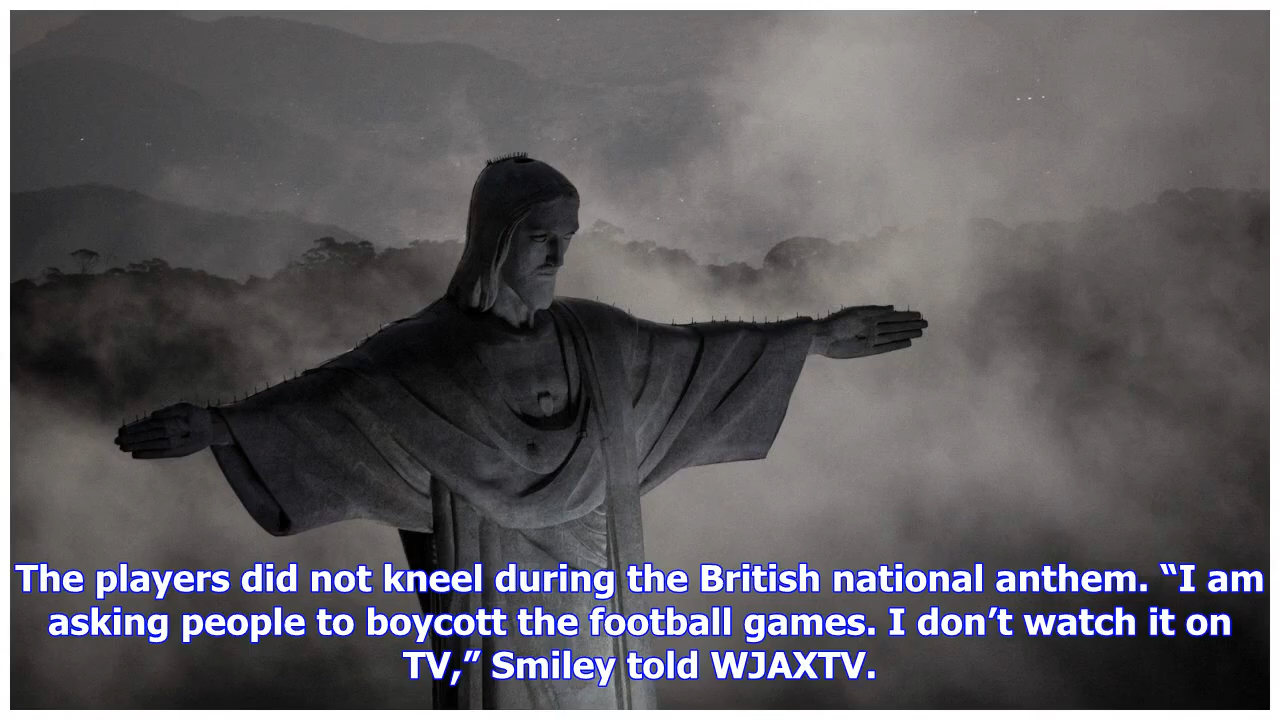 The players did not kneel during the British national anthem. “I am
asking people to boycott the football games. I don’t watch it on
TV,” Smiley told WJAXTV.